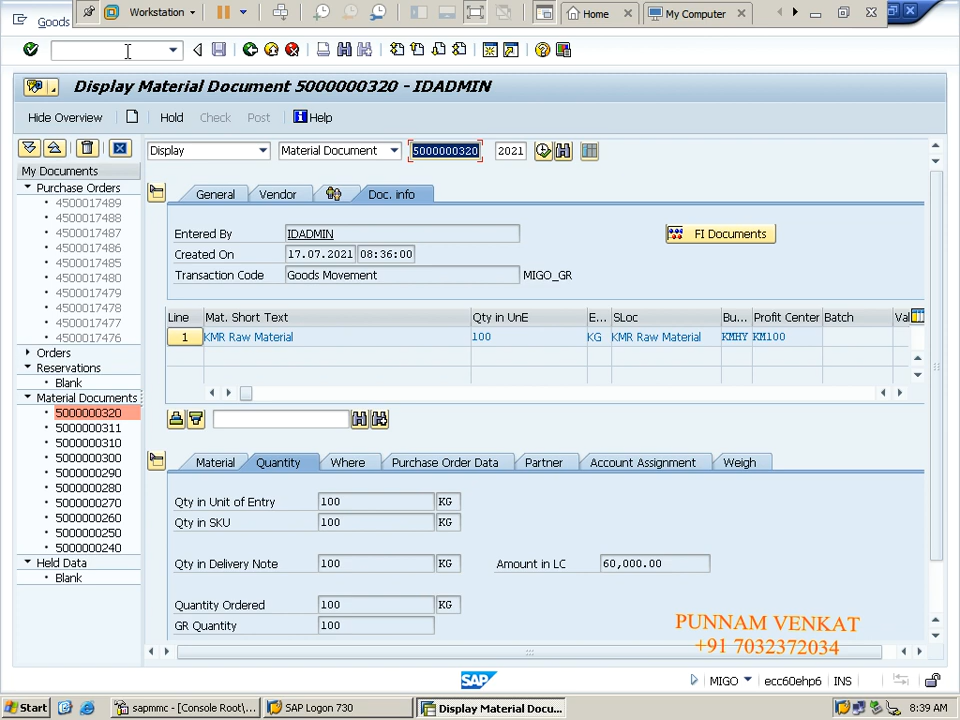 Goods
Workstation
Home
My Computer
Display Material Document 5000000320 - IDADMIN
Hide Overview
Hold
Check
Post
Help
Display
Material Document
5000000320
2021
My Documents
Purchase Orders
4500017489
4500017488
4500017487
4500017486
4500017485
4500017480
4500017479
4500017478
4500017477
4500017476
Orders
Reservations
Blank
Material Documents
5000000320
5000000311
5000000310
5000000300
5000000290
5000000280
5000000270
5000000260
5000000250
5000000240
Held Data
Blank
General
Vendor
Doc. info
Entered By
IDADMIN
FI Documents
Created On
17.07.2021
08:36:00
Transaction Code
Goods Movement
MIGO_GR
Line
Mat. Short Text
Qty in UnE
E...
SLoc
Bu...
Profit Center
Batch
1
KMR Raw Material
100
KG
KMR Raw Material
KMHY
KM100
Material
Quantity
Where
Purchase Order Data
Partner
Account Assignment
Weigh
Qty in Unit of Entry
100
KG
Qty in SKU
100
KG
Qty in Delivery Note
100
KG
Amount in LC
60,000.00
Quantity Ordered
100
KG
GR Quantity
100
PUNNAM VENKAT
+91 7032372034
SAP
MIGO
ecc60ehp6
INS
Start
sapmmc - [Console Root\...
SAP Logon 730
Display Material Docu...
8:39 AM